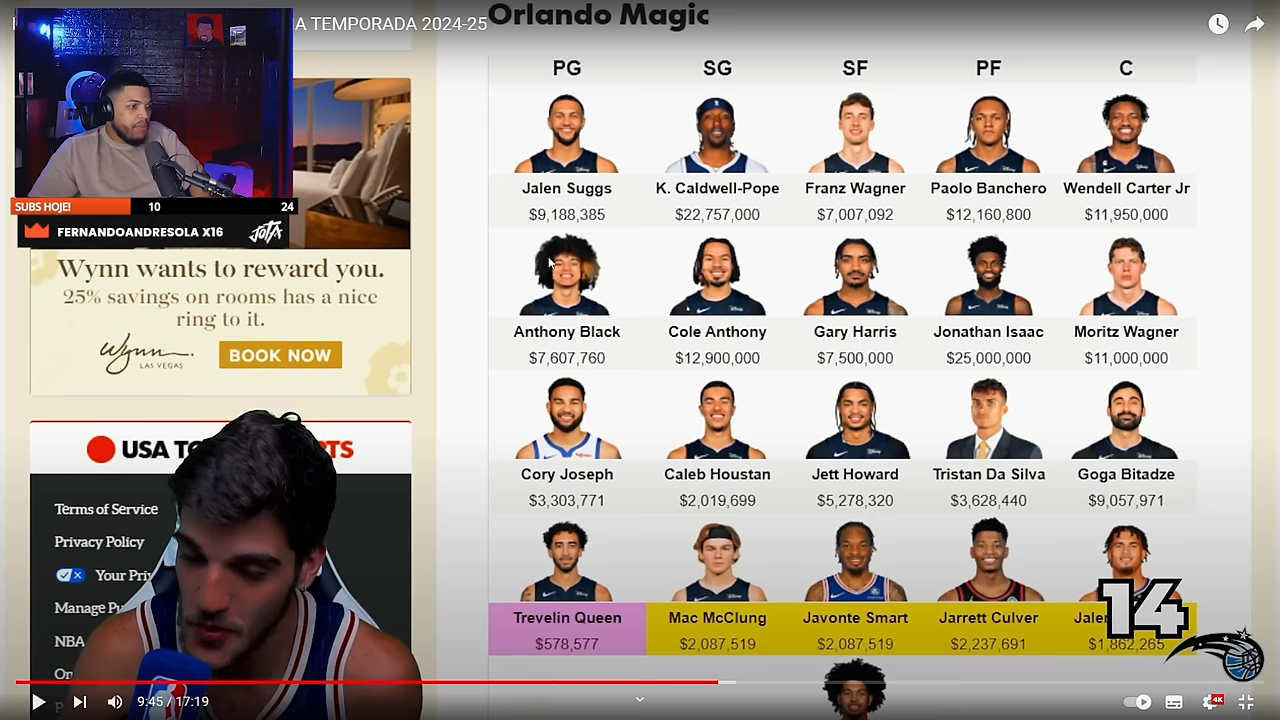 A TEMPORADA 2024-25
Orlando Magic
PG SG SF PF C
Jalen Suggs K. Caldwell-Pope Franz Wagner Paolo Banchero Wendell Carter Jr
$9,188,385 $22,757,000 $7,007,092 $12,160,800 $11,950,000
SUBS HOJE! 10 24
FERNANDOANDRESOLA X16 JOTA
Wynn wants to reward you.
25% savings on rooms has a nice
ring to it.
Wynn
LAS VEGAS
BOOK NOW
Anthony Black Cole Anthony Gary Harris Jonathan Isaac Moritz Wagner
$7,607,760 $12,900,000 $7,500,000 $25,000,000 $11,000,000
USA TO RTS
Cory Joseph Caleb Houstan Jett Howard Tristan Da Silva Goga Bitadze
$3,303,771 $2,019,699 $5,278,320 $3,628,440 $9,057,971
Terms of Service
Privacy Policy
Your Pri
Manage Pu
NBA
On
Trevelin Queen Mac McClung Javonte Smart Jarrett Culver Jaler
$578,577 $2,087,519 $2,087,519 $2,237,691 $1,862,265
14
9:45 / 17:19
4K